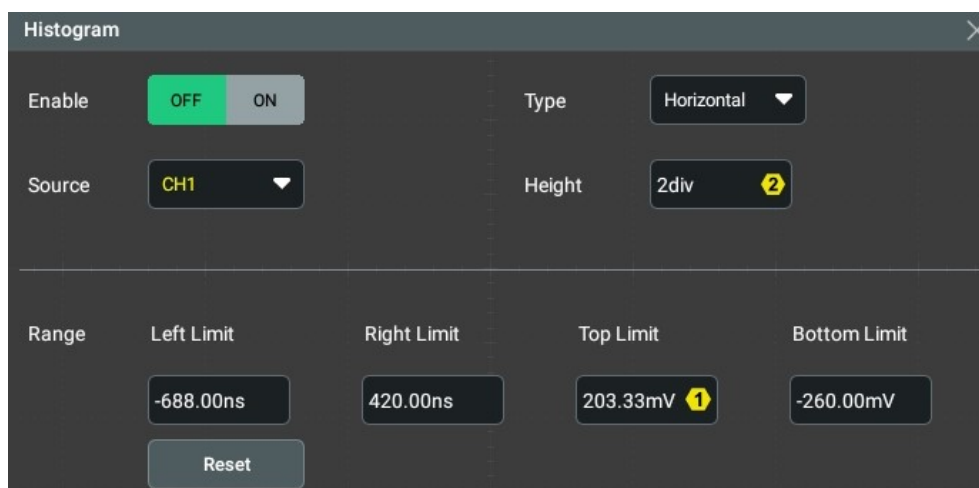 Histogram
Enable OFF ON Type Horizontal
Source CH1 Height 2div 2
Range Left Limit Right Limit Top Limit Bottom Limit
-688.00ns 420.00ns 203.33mV 1 -260.00mV
Reset